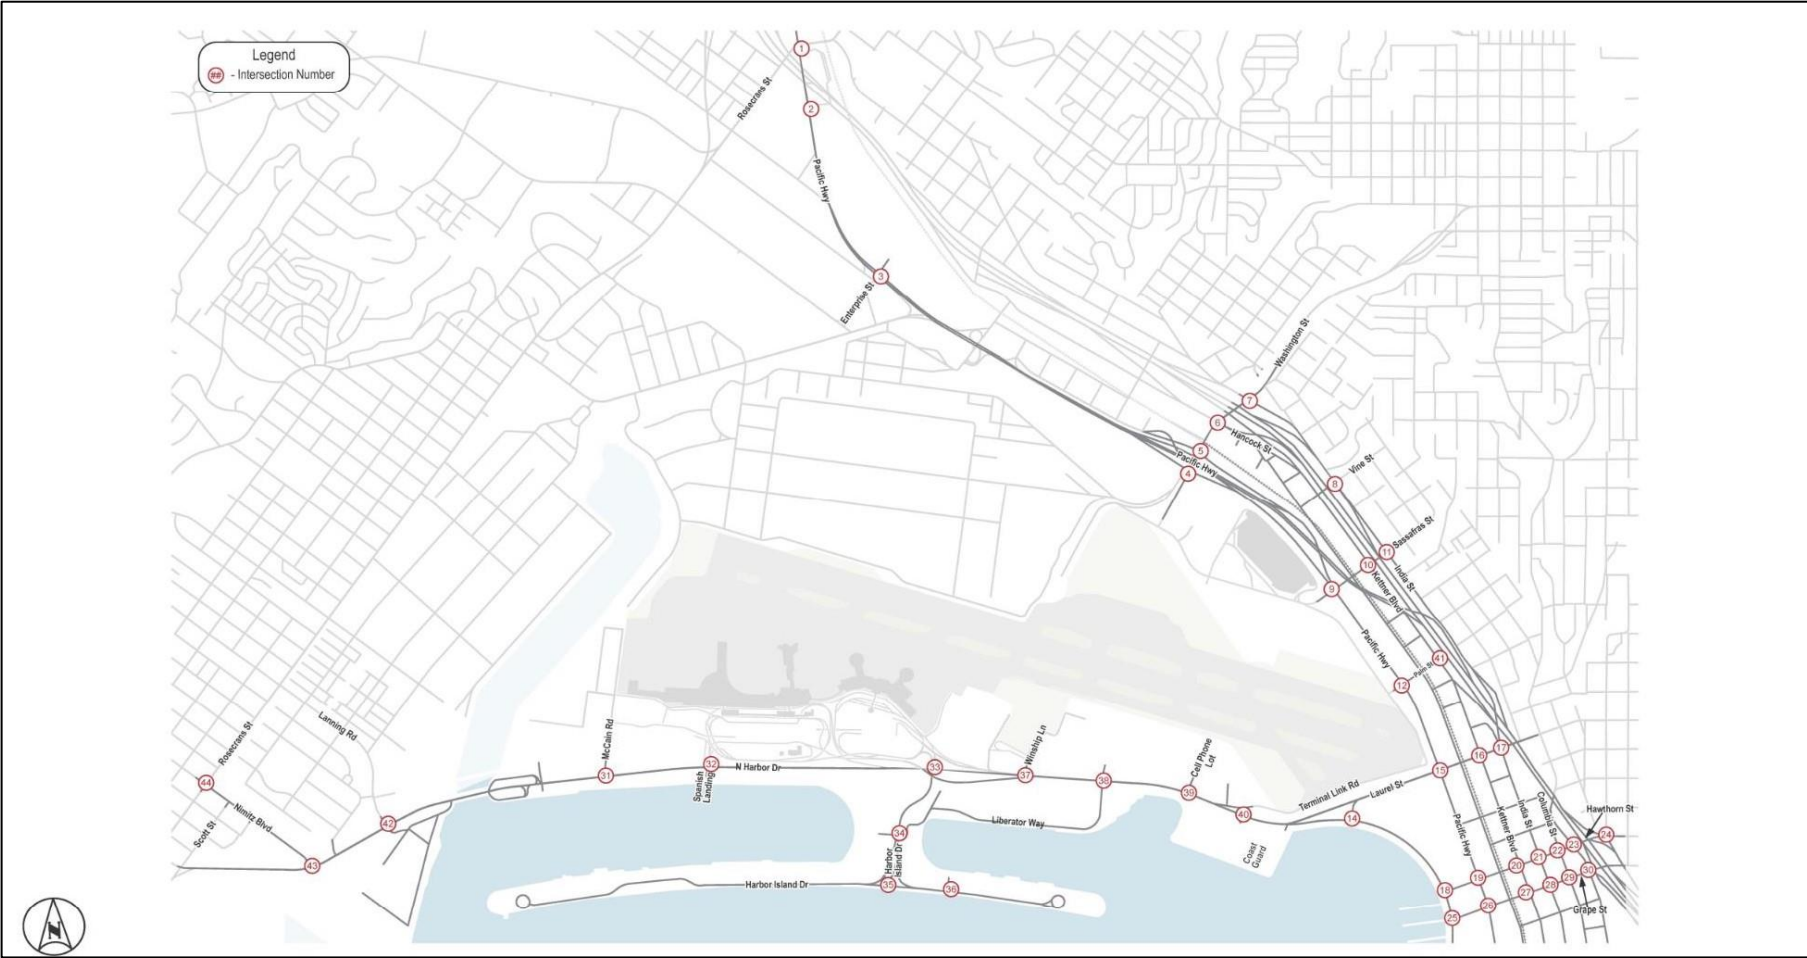 Legend
## - Intersection Number
1
Rosecrans St
2
Pacific Hwy
3
Enterprise St
Washington St
7
6
Hancock St
5
Pacific Hwy
4
Vine St
8
Sassafras St
11
10
India St
Kettner Blvd
9
Pacific Hwy
41
Palm St
12
Rosecrans St
Lanning Rd
McCain Rd
Winship Ln
Cell Phone
Lot
17
16
15
44
31
32
N Harbor Dr
33
37
38
39
Spanish
Landing
Terminal Link Rd
Laurel St
Nimitz Blvd
Scott St
42
43
34
Liberator Way
40
14
Coast
Guard
Pacific Hwy
Kettner Blvd
India St
Columbia St
Hawthorn St
24
23
22
21
20
19
18
Harbor
Island Dr
Harbor Island Dr
35
36
30
29
28
27
26
25
Grape St
N